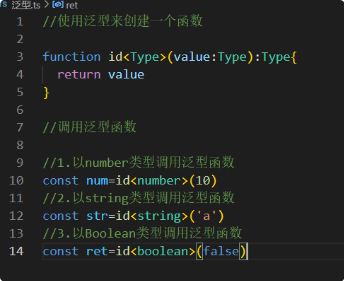 泛型.ts > ret
1 //使用泛型来创建一个函数
2
3 function id<Type>(value:Type):Type{
4 return value
5 }
6
7 //调用泛型函数
8
9 //1.以number类型调用泛型函数
10 const num=id<number>(10)
11 //2.以string类型调用泛型函数
12 const str=id<string>('a')
13 //3.以Boolean类型调用泛型函数
14 const ret=id<boolean>(false)